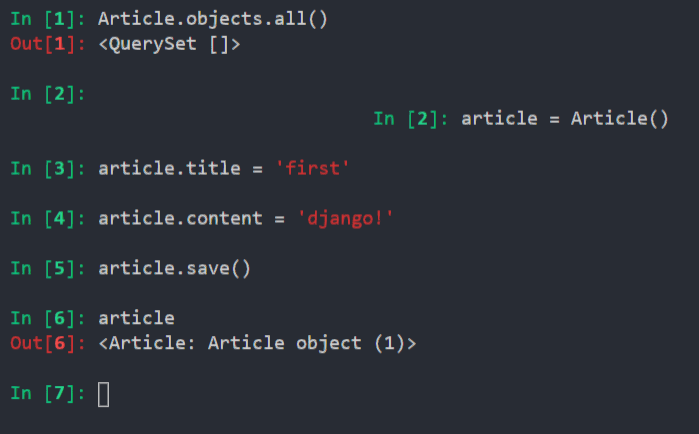 In [1]: Article.objects.all()
Out[1]: <QuerySet []>
In [2]:
In [2]: article = Article()
In [3]: article.title = 'first'
In [4]: article.content = 'django!'
In [5]: article.save()
In [6]: article
Out[6]: <Article: Article object (1)>
In [7]: